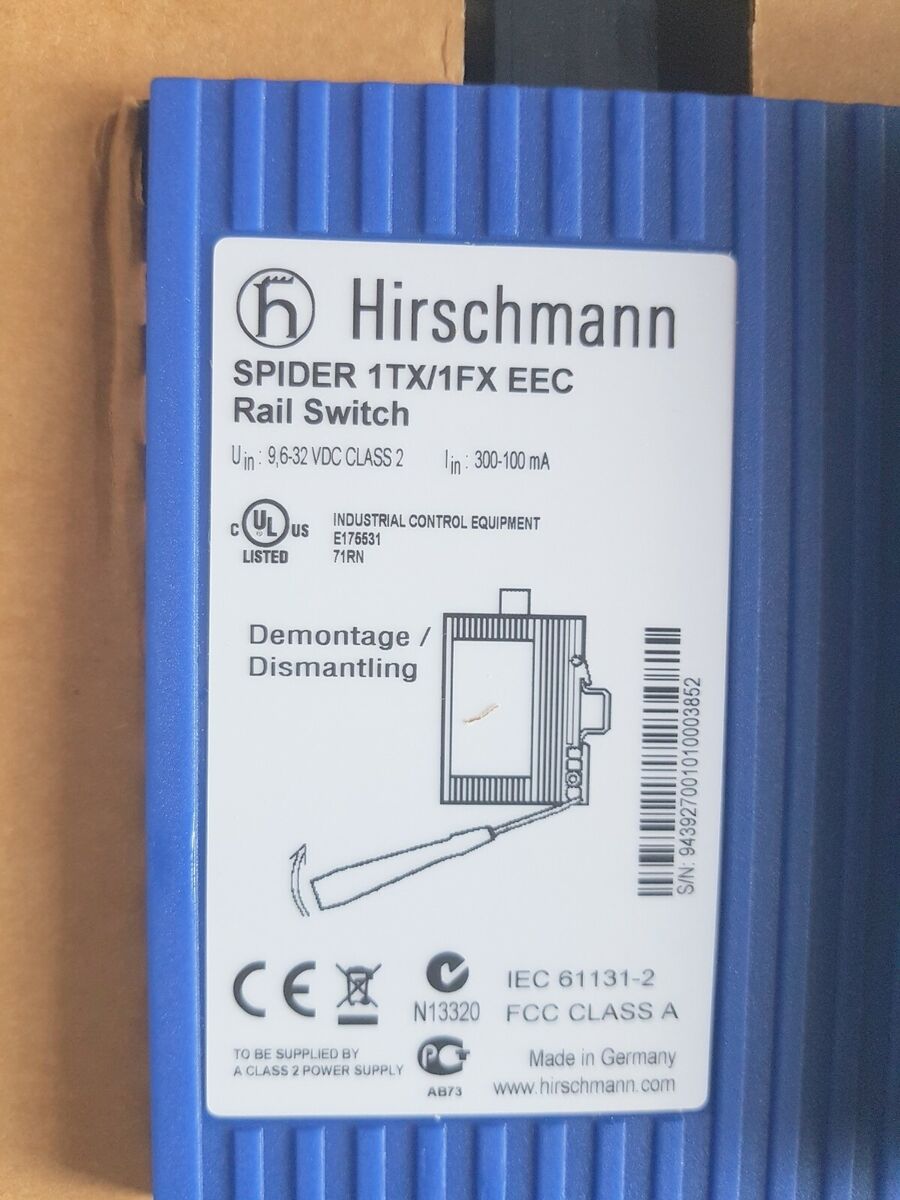 Hirschmann
SPIDER 1TX/1FX EEC
Rail Switch
Uin : 9,6-32 VDC CLASS 2 Iin : 300-100 mA
C UL US
LISTED
INDUSTRIAL CONTROL EQUIPMENT
E175531
71RN
Demontage /
Dismantling
S/N: 943927001010003852
CE
N13320
IEC 61131-2
FCC CLASS A
TO BE SUPPLIED BY
A CLASS 2 POWER SUPPLY
AB73
Made in Germany
www.hirschmann.com